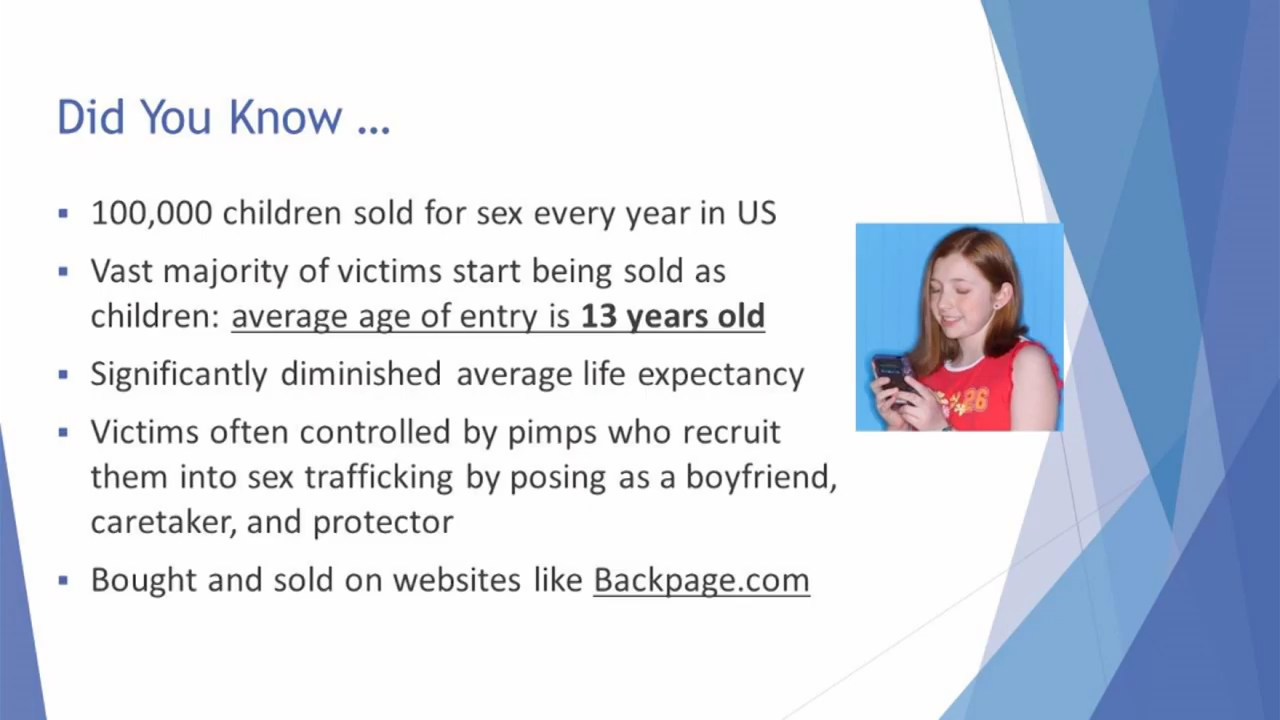 Did You Know ...
▪ 100,000 children sold for sex every year in US
▪ Vast majority of victims start being sold as
children: average age of entry is 13 years old
▪ Significantly diminished average life expectancy
▪ Victims often controlled by pimps who recruit
them into sex trafficking by posing as a boyfriend,
caretaker, and protector
▪ Bought and sold on websites like Backpage.com
26